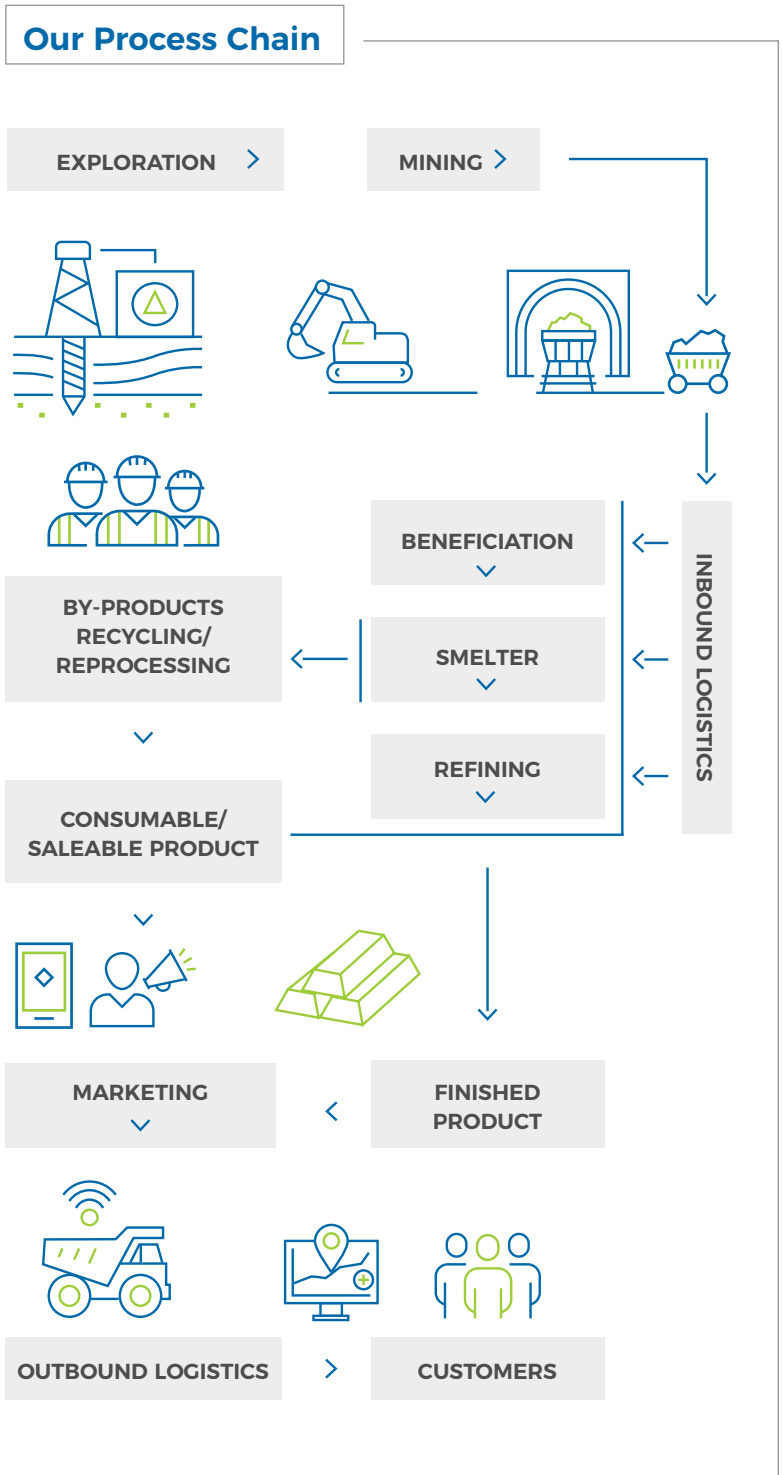 Our Process Chain
EXPLORATION
MINING
INBOUND LOGISTICS
BENEFICIATION
SMELTER
REFINING
BY-PRODUCTS
RECYCLING/
REPROCESSING
CONSUMABLE/
SALEABLE PRODUCT
FINISHED
PRODUCT
MARKETING
OUTBOUND LOGISTICS
CUSTOMERS